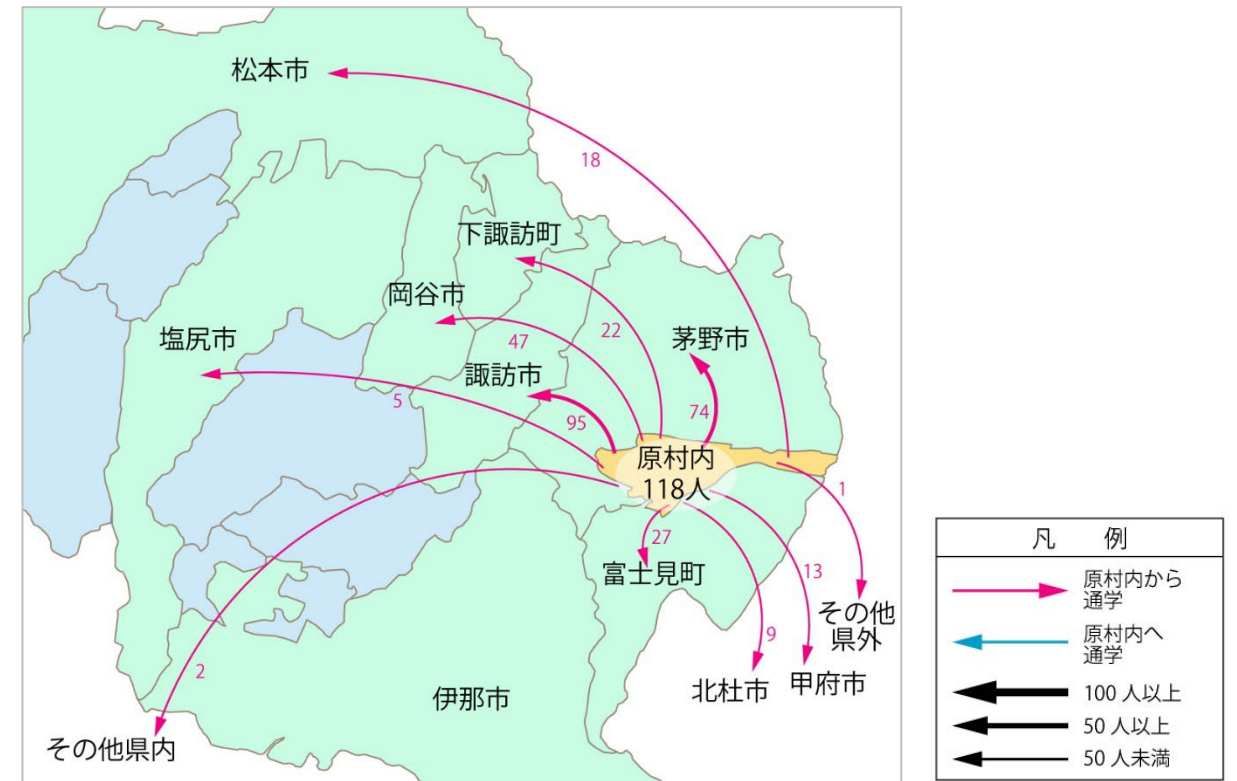 松本市
18
下諏訪町
岡谷市
22
47
塩尻市
茅野市
諏訪市
5
95
74
原村内
118人
1
27
富士見町
13
その他
県外
9
2
北杜市
甲府市
伊那市
その他県内
凡 例
原村内から
通学
原村内へ
通学
100 人以上
50 人以上
50 人未満